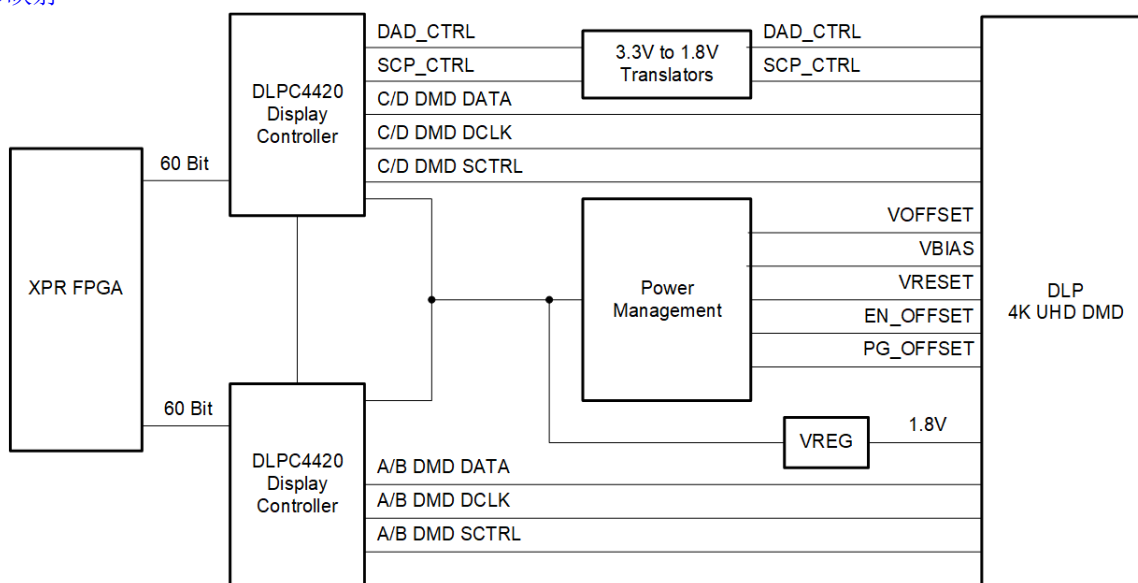 DAD_CTRL
3.3V to 1.8V
Translators
DAD_CTRL
SCP_CTRL
SCP_CTRL
DLPC4420
Display
Controller
C/D DMD DATA
C/D DMD DCLK
C/D DMD SCTRL
60 Bit
XPR FPGA
Power
Management
VOFFSET
VBIAS
VRESET
EN_OFFSET
PG_OFFSET
DLP
4K UHD DMD
60 Bit
VREG
1.8V
DLPC4420
Display
Controller
A/B DMD DATA
A/B DMD DCLK
A/B DMD SCTRL